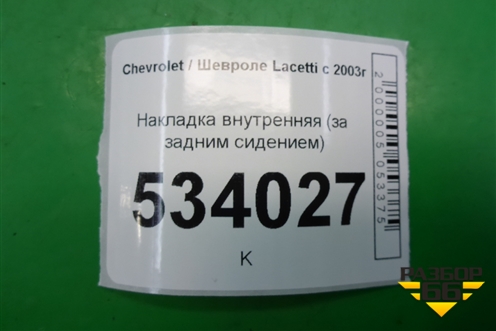 Chevrolet / Шевроле Lacetti с 2003г
Накладка внутренняя (за
задним сидением)
534027
К
2000005053375
РАЗБОР
66